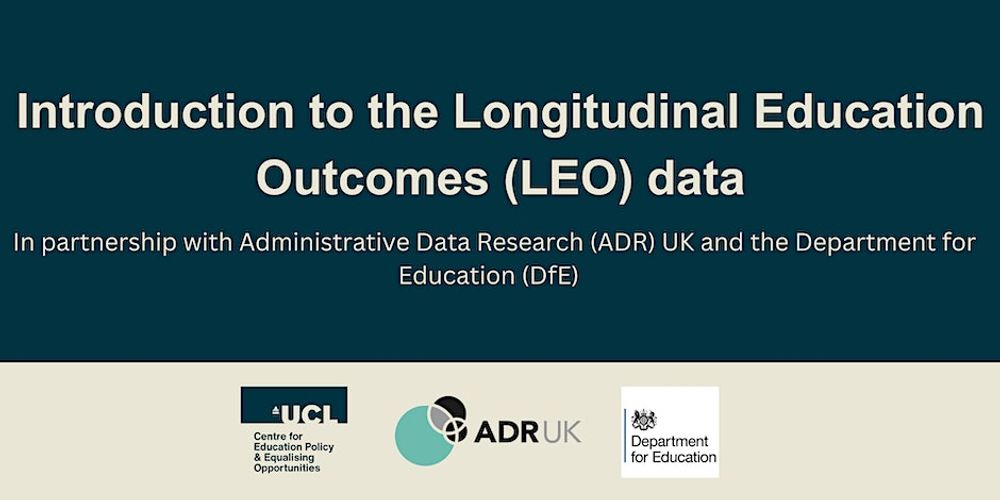 Introduction to the Longitudinal Education
Outcomes (LEO) data
In partnership with Administrative Data Research (ADR) UK and the Department for
Education (DfE)
UCL
Centre for
Education Policy
& Equalising
Opportunities
ADR UK
Department
for Education